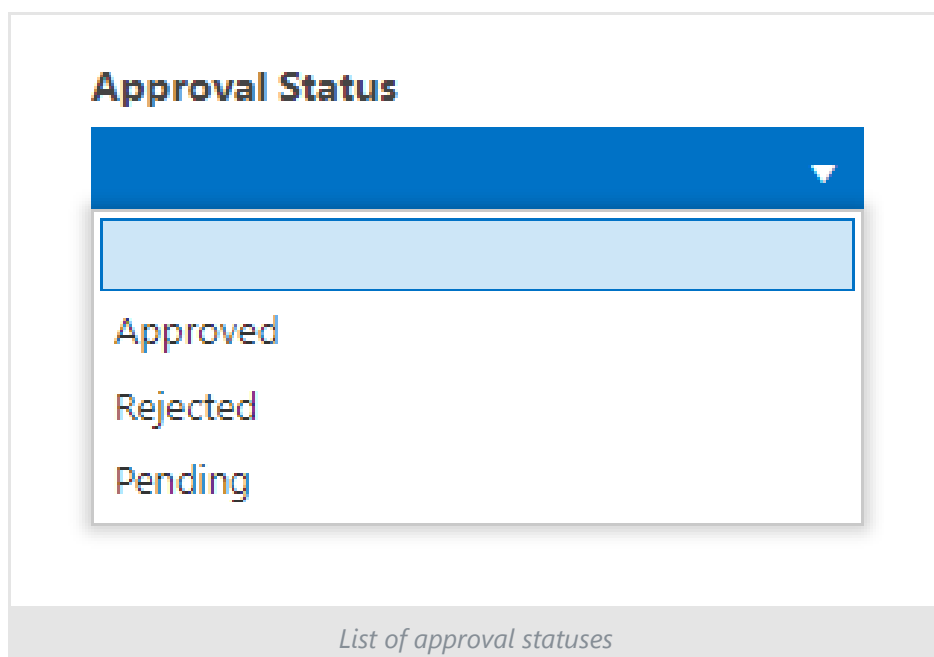 Approval Status
Approved
Rejected
Pending
List of approval statuses